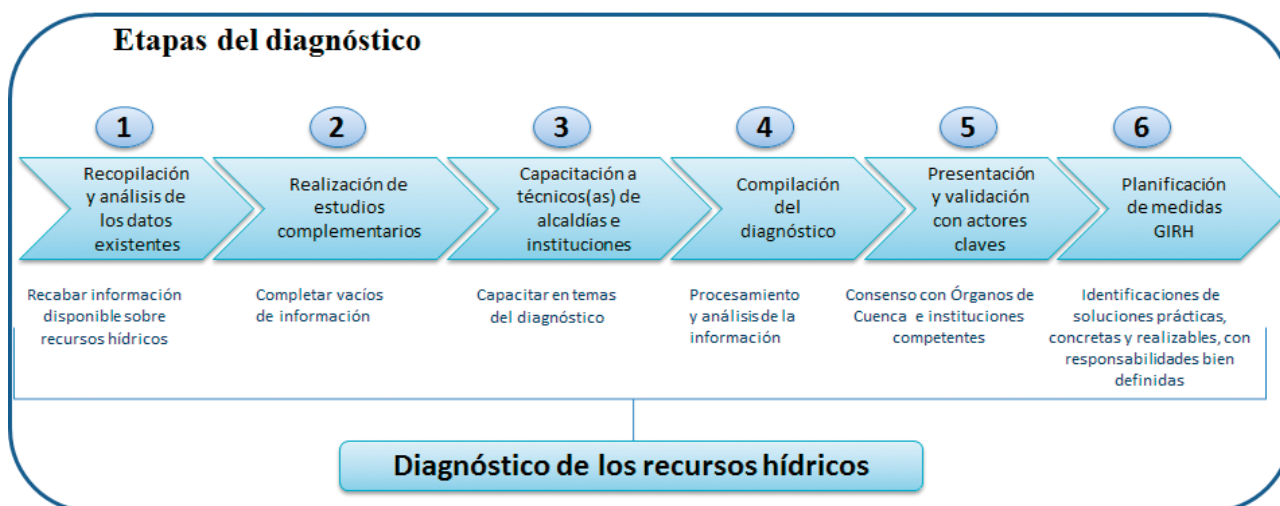 Etapas del diagnóstico
1
Recopilación
y análisis de
los datos
existentes
2
Realización de
estudios
complementarios
3
Capacitación a
técnicos(as) de
alcaldías e
instituciones
4
Compilación
del
diagnóstico
5
Presentación
y validación
con actores
claves
6
Planificación
de medidas
GIRH
Recabar información
disponible sobre
recursos hídricos
Completar vacíos
de información
Capacitar en temas
del diagnóstico
Procesamiento
y análisis de la
información
Consenso con Órganos de
Cuenca e instituciones
competentes
Identificaciones de
soluciones prácticas,
concretas y realizables, con
responsabilidades bien
definidas
Diagnóstico de los recursos hídricos